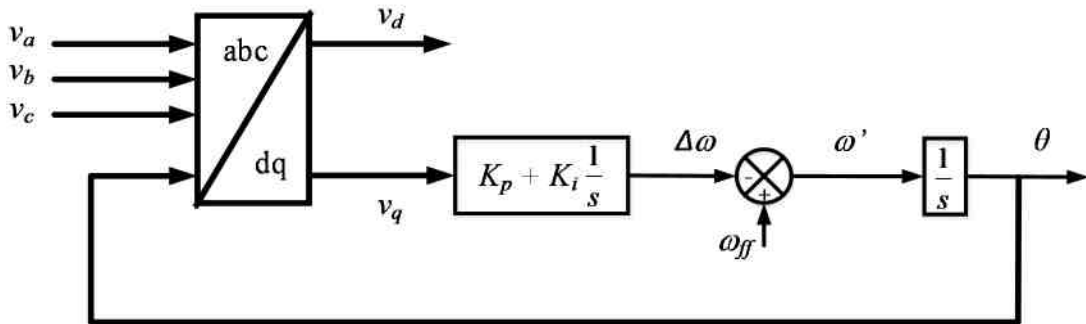 v_a
v_b
v_c
abc
dq
v_d
v_q
K_p + K_i 1/s
Δω
-
+
ω_ff
ω’
1/s
θ